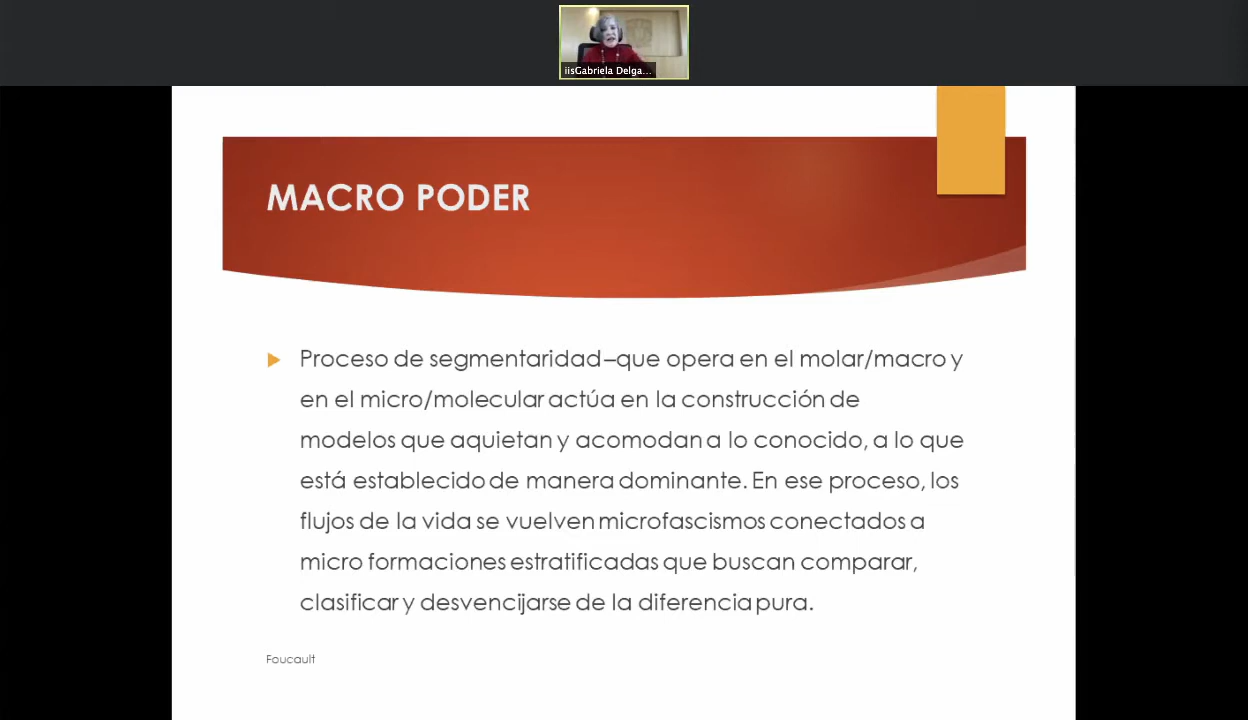 iisGabriela Delga...
MACRO PODER
Proceso de segmentaridad –que opera en el molar/macro y
en el micro/molecular actúa en la construcción de
modelos que aquietan y acomodan a lo conocido, a lo que
está establecido de manera dominante. En ese proceso, los
flujos de la vida se vuelven microfascismos conectados a
micro formaciones estratificadas que buscan comparar,
clasificar y desvencijarse de la diferencia pura.
Foucault